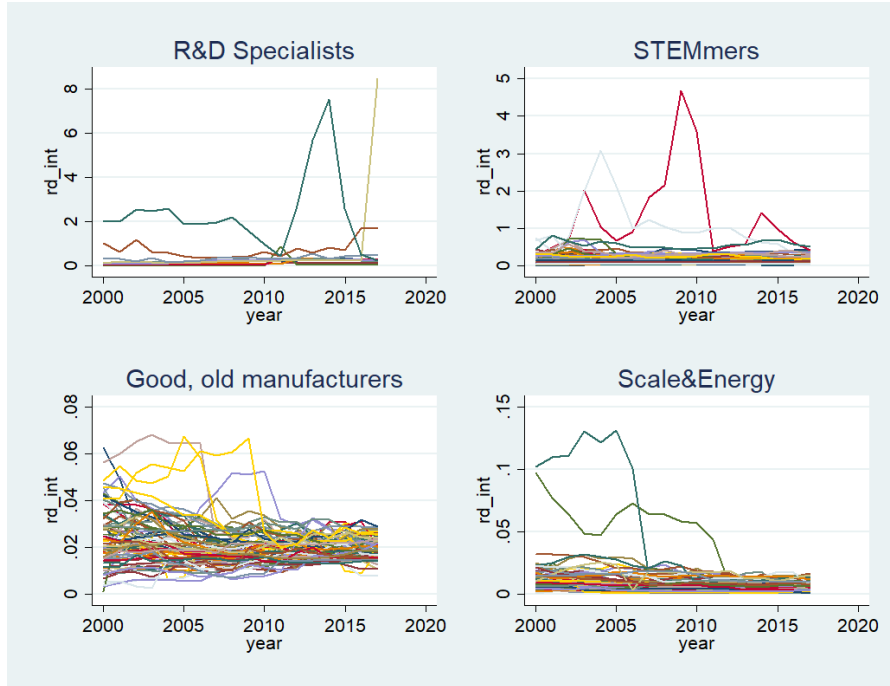 R&D Specialists
8
6
4
2
0
rd_int
2000 2005 2010 2015 2020
year
STEMmers
5
4
3
2
1
0
rd_int
2000 2005 2010 2015 2020
year
Good, old manufacturers
.08
.06
.04
.02
0
rd_int
2000 2005 2010 2015 2020
year
Scale&Energy
.15
.1
.05
0
rd_int
2000 2005 2010 2015 2020
year